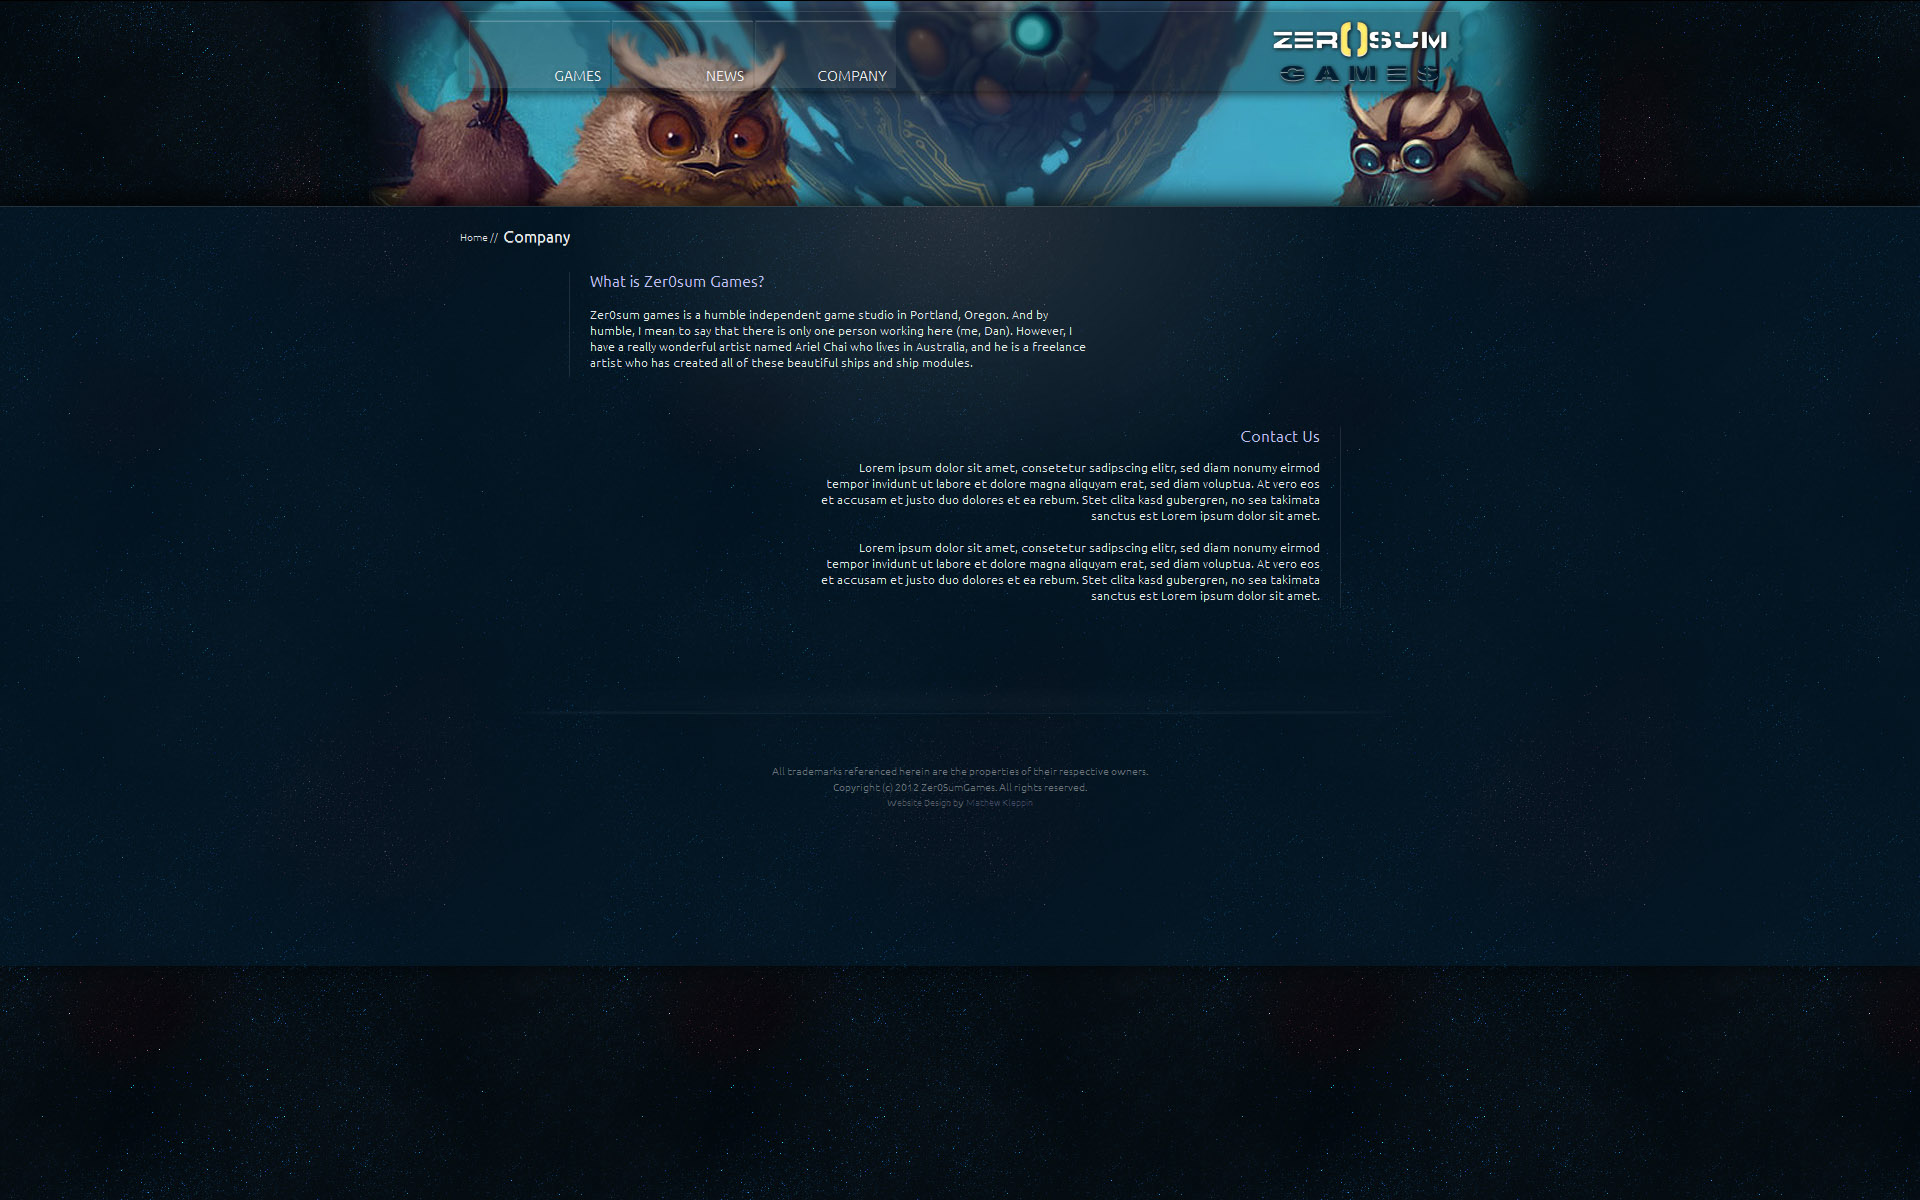 GAMES
NEWS
COMPANY
ZER0SUM
GAMES
Home // Company
What is Zer0sum Games?
Zer0sum games is a humble independent game studio in Portland, Oregon. And by
humble, I mean to say that there is only one person working here (me, Dan). However, I
have a really wonderful artist named Ariel Chai who lives in Australia, and he is a freelance
artist who has created all of these beautiful ships and ship modules.
Contact Us
Lorem ipsum dolor sit amet, consetetur sadipscing elitr, sed diam nonumy eirmod
tempor invidunt ut labore et dolore magna aliquyam erat, sed diam voluptua. At vero eos
et accusam et justo duo dolores et ea rebum. Stet clita kasd gubergren, no sea takimata
sanctus est Lorem ipsum dolor sit amet.
Lorem ipsum dolor sit amet, consetetur sadipscing elitr, sed diam nonumy eirmod
tempor invidunt ut labore et dolore magna aliquyam erat, sed diam voluptua. At vero eos
et accusam et justo duo dolores et ea rebum. Stet clita kasd gubergren, no sea takimata
sanctus est Lorem ipsum dolor sit amet.
All trademarks referenced herein are the properties of their respective owners.
Copyright (c) 2012 Zer0SumGames. All rights reserved.
Website Design by Mathew Kleppin